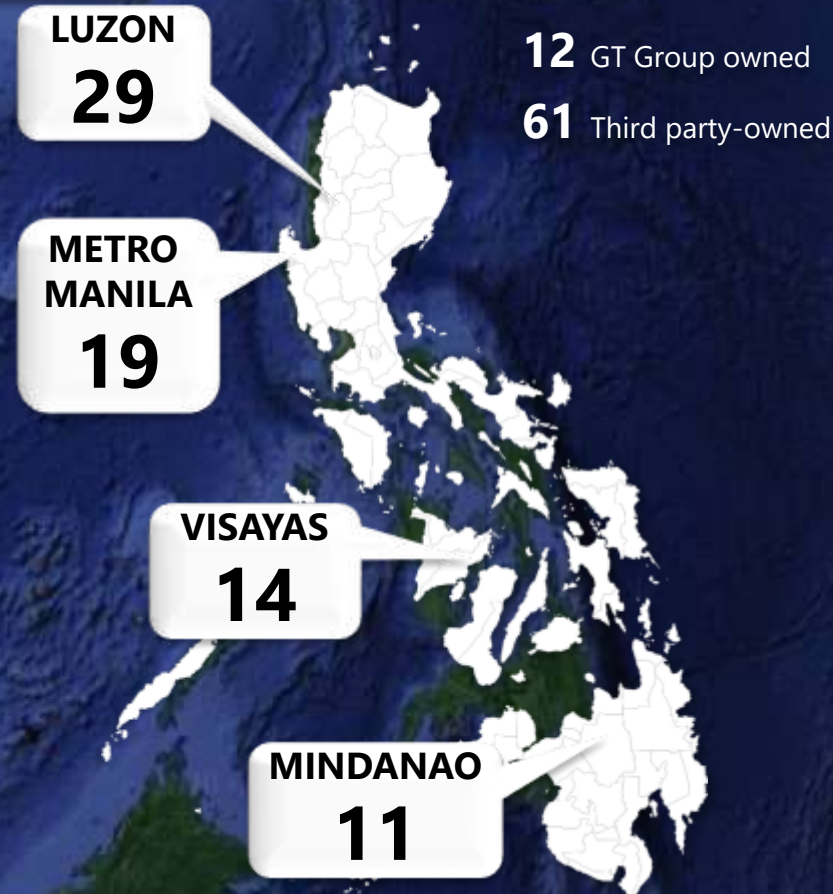 LUZON
29
12 GT Group owned
61 Third party-owned
METRO
MANILA
19
VISAYAS
14
MINDANAO
11